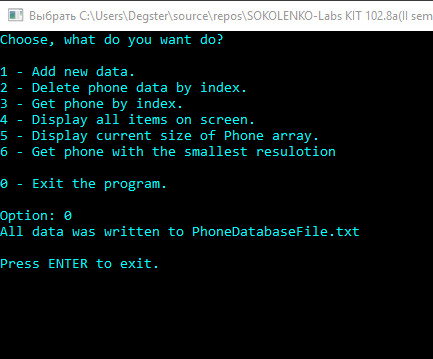 Выбрать C:\Users\Degster\source\repos\SOKOLENKO-Labs KIT 102.8a(II sem
Choose, what do you want do?
1 - Add new data.
2 - Delete phone data by index.
3 - Get phone by index.
4 - Display all items on screen.
5 - Display current size of Phone array.
6 - Get phone with the smallest resulotion
0 - Exit the program.
Option: 0
All data was written to PhoneDatabaseFile.txt
Press ENTER to exit.